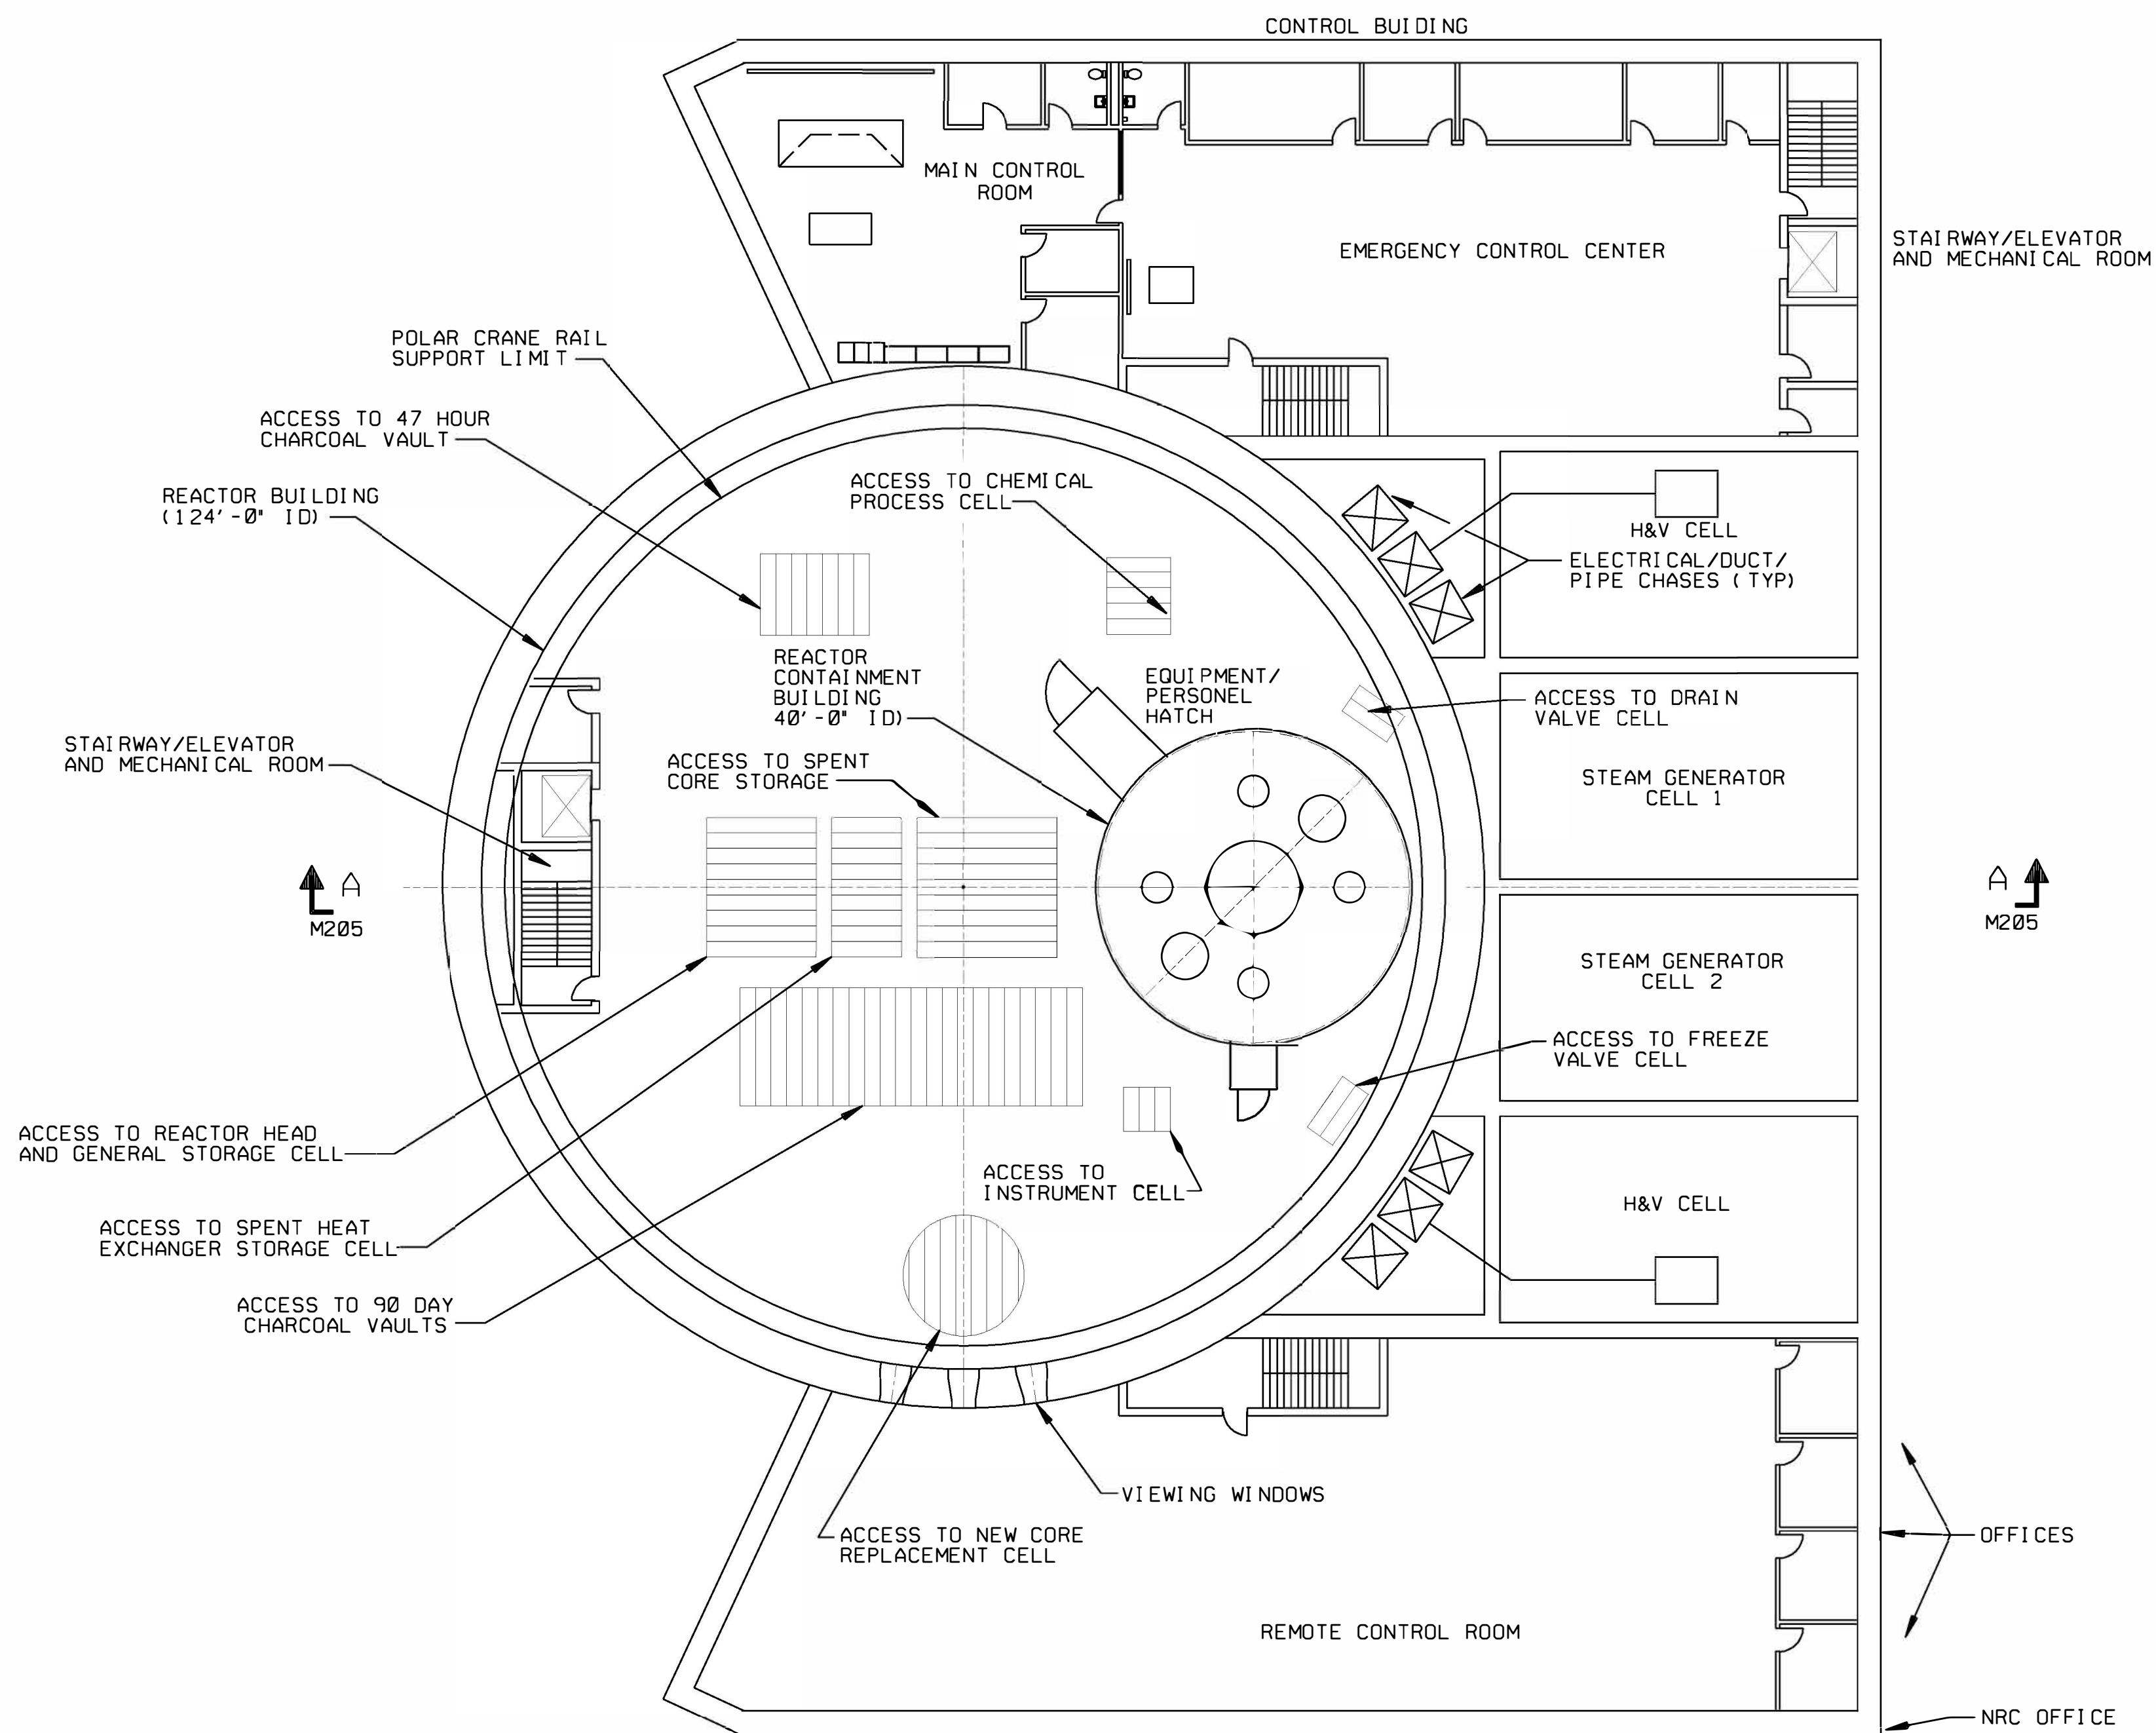 CONTROL BUIDING
MAIN CONTROL
ROOM
EMERGENCY CONTROL CENTER
STAIRWAY/ELEVATOR
AND MECHANICAL ROOM
POLAR CRANE RAIL
SUPPORT LIMIT
ACCESS TO 47 HOUR
CHARCOAL VAULT
REACTOR BUILDING
(124'-0" ID)
ACCESS TO CHEMICAL
PROCESS CELL
H&V CELL
ELECTRICAL/DUCT/
PIPE CHASES (TYP)
REACTOR
CONTAINMENT
BUILDING
40'-0" ID)
EQUIPMENT/
PERSONEL
HATCH
ACCESS TO DRAIN
VALVE CELL
STAIRWAY/ELEVATOR
AND MECHANICAL ROOM
ACCESS TO SPENT
CORE STORAGE
STEAM GENERATOR
CELL 1
A
M205
A
M205
STEAM GENERATOR
CELL 2
ACCESS TO FREEZE
VALVE CELL
ACCESS TO REACTOR HEAD
AND GENERAL STORAGE CELL
ACCESS TO
INSTRUMENT CELL
H&V CELL
ACCESS TO SPENT HEAT
EXCHANGER STORAGE CELL
ACCESS TO 90 DAY
CHARCOAL VAULTS
VIEWING WINDOWS
ACCESS TO NEW CORE
REPLACEMENT CELL
OFFICES
REMOTE CONTROL ROOM
NRC OFFICE